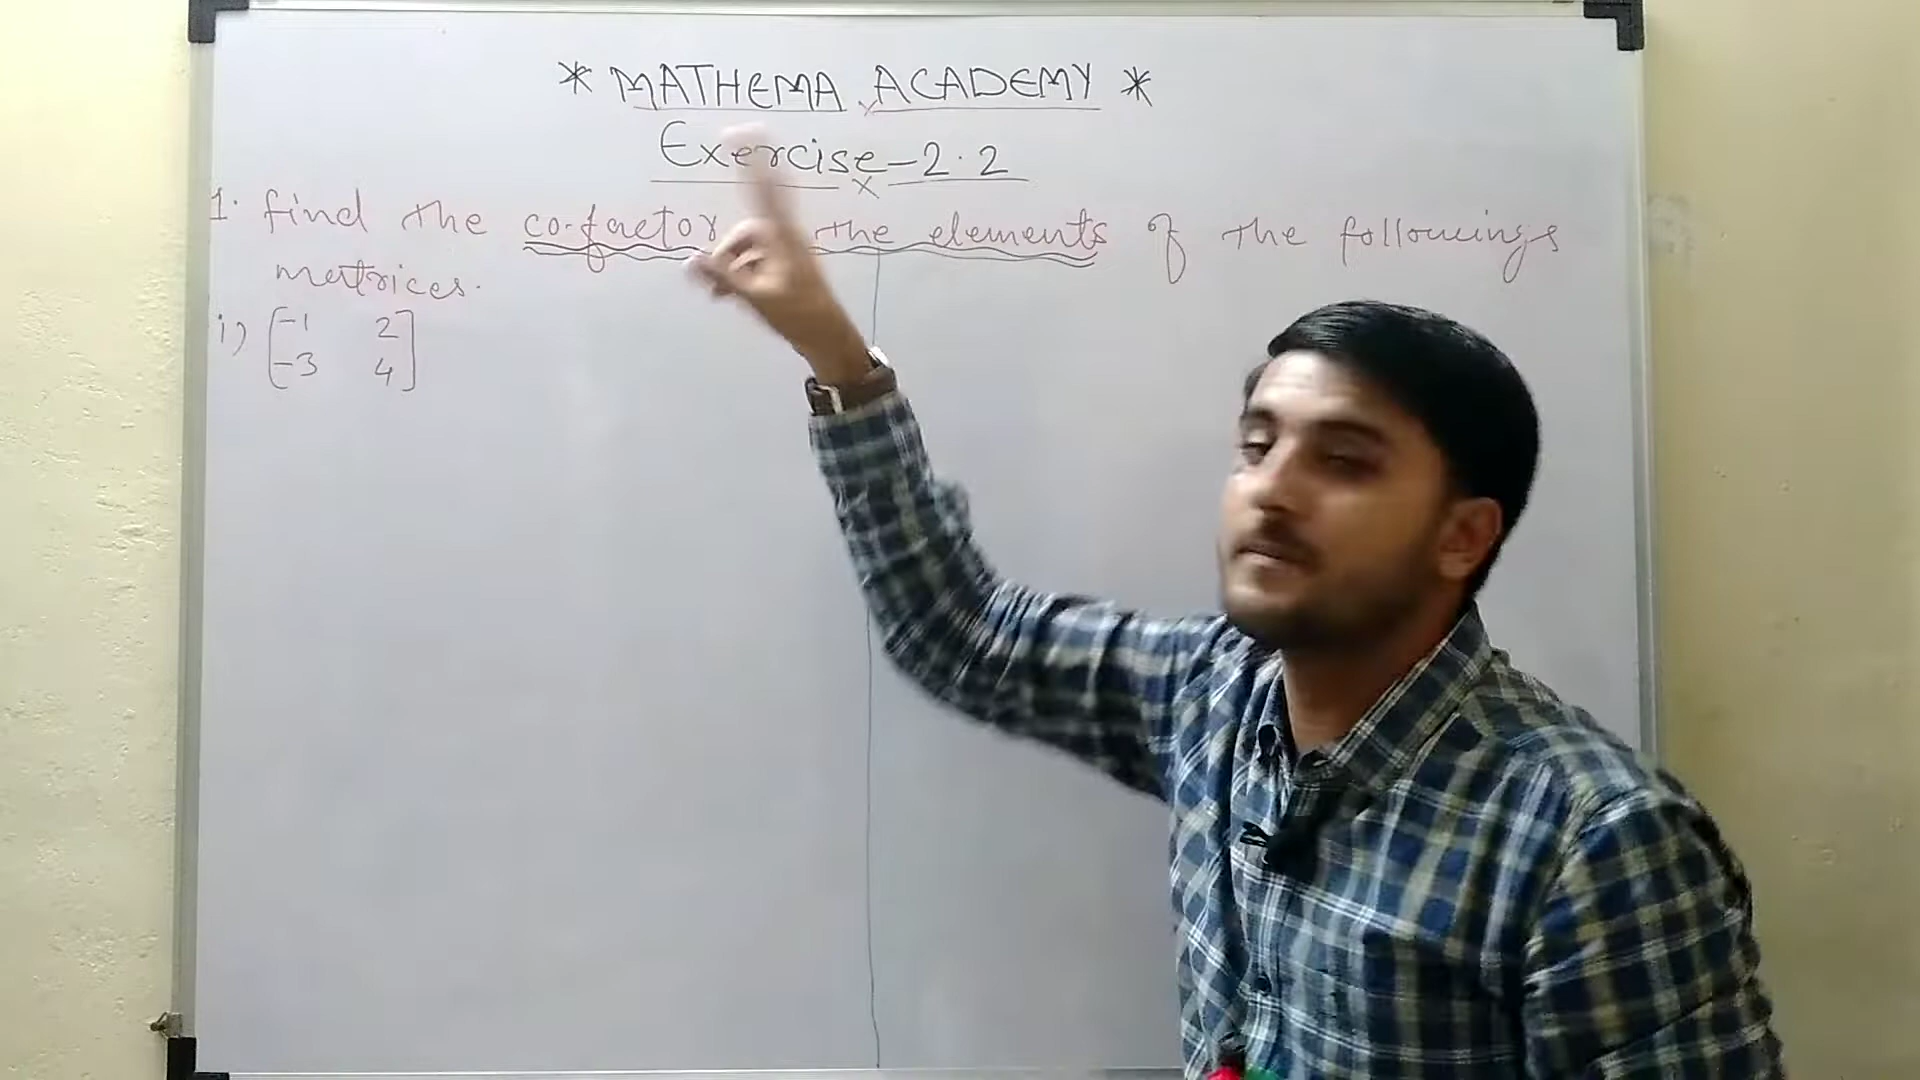 * MATHEMA ACADEMY *
Exercise-2.2
1. find the co-factor the elements of the followings
matrices.
i) [-1 2
-3 4]